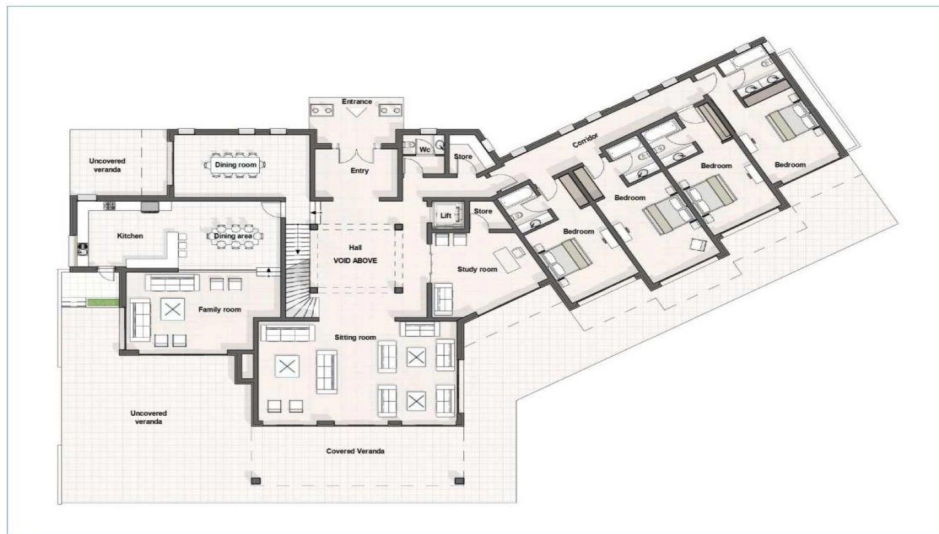 Entrance
Uncovered
veranda
Dining room
Entry
Wc
Store
Corridor
Bedroom
Bedroom
Bedroom
Bedroom
Kitchen
Dining area
Lift
Store
Hall
VOID ABOVE
Study room
Family room
Sitting room
Uncovered
veranda
Covered Veranda